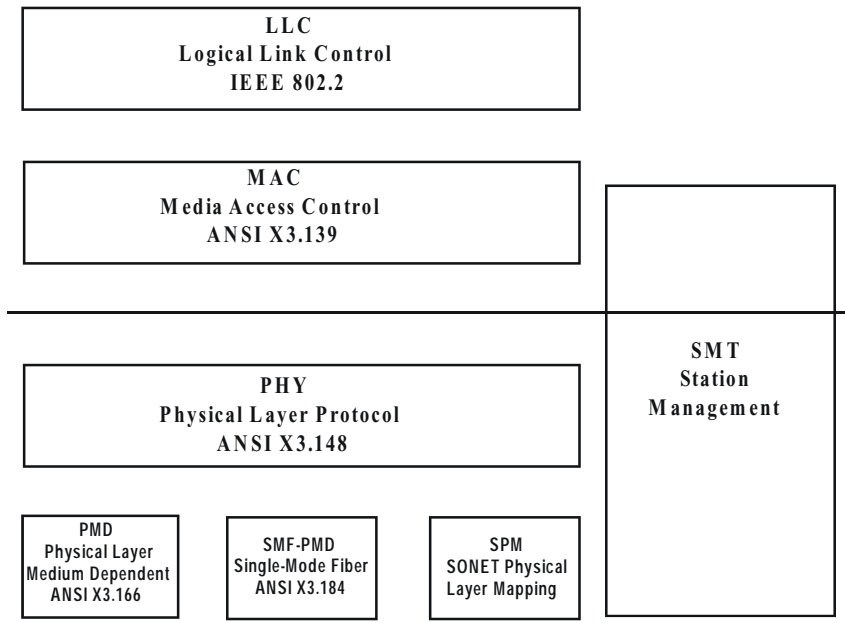 LLC
Logical Link Control
IEEE 802.2
MAC
Media Access Control
ANSI X3.139
SMT
Station
Management
PHY
Physical Layer Protocol
ANSI X3.148
PMD
Physical Layer
Medium Dependent
ANSI X3.166
SMF-PMD
Single-Mode Fiber
ANSI X3.184
SPM
SONET Physical
Layer Mapping